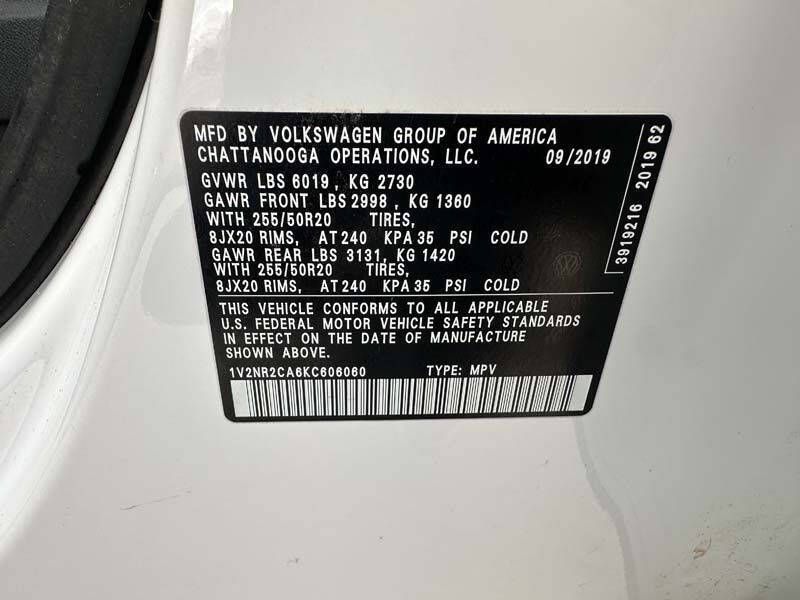 MFD BY VOLKSWAGEN GROUP OF AMERICA
CHATTANOOGA OPERATIONS, LLC. 09/2019
GVWR LBS 6019, KG 2730
GAWR FRONT LBS 2998, KG 1360
WITH 255/50R20 TIRES,
8JX20 RIMS, AT 240 KPA 35 PSI COLD
GAWR REAR LBS 3131, KG 1420
WITH 255/50R20 TIRES,
8JX20 RIMS, AT 240 KPA 35 PSI COLD
THIS VEHICLE CONFORMS TO ALL APPLICABLE
U.S. FEDERAL MOTOR VEHICLE SAFETY STANDARDS
IN EFFECT ON THE DATE OF MANUFACTURE
SHOWN ABOVE.
1V2NR2CA6KC606060 TYPE: MPV
3919216 2019 62